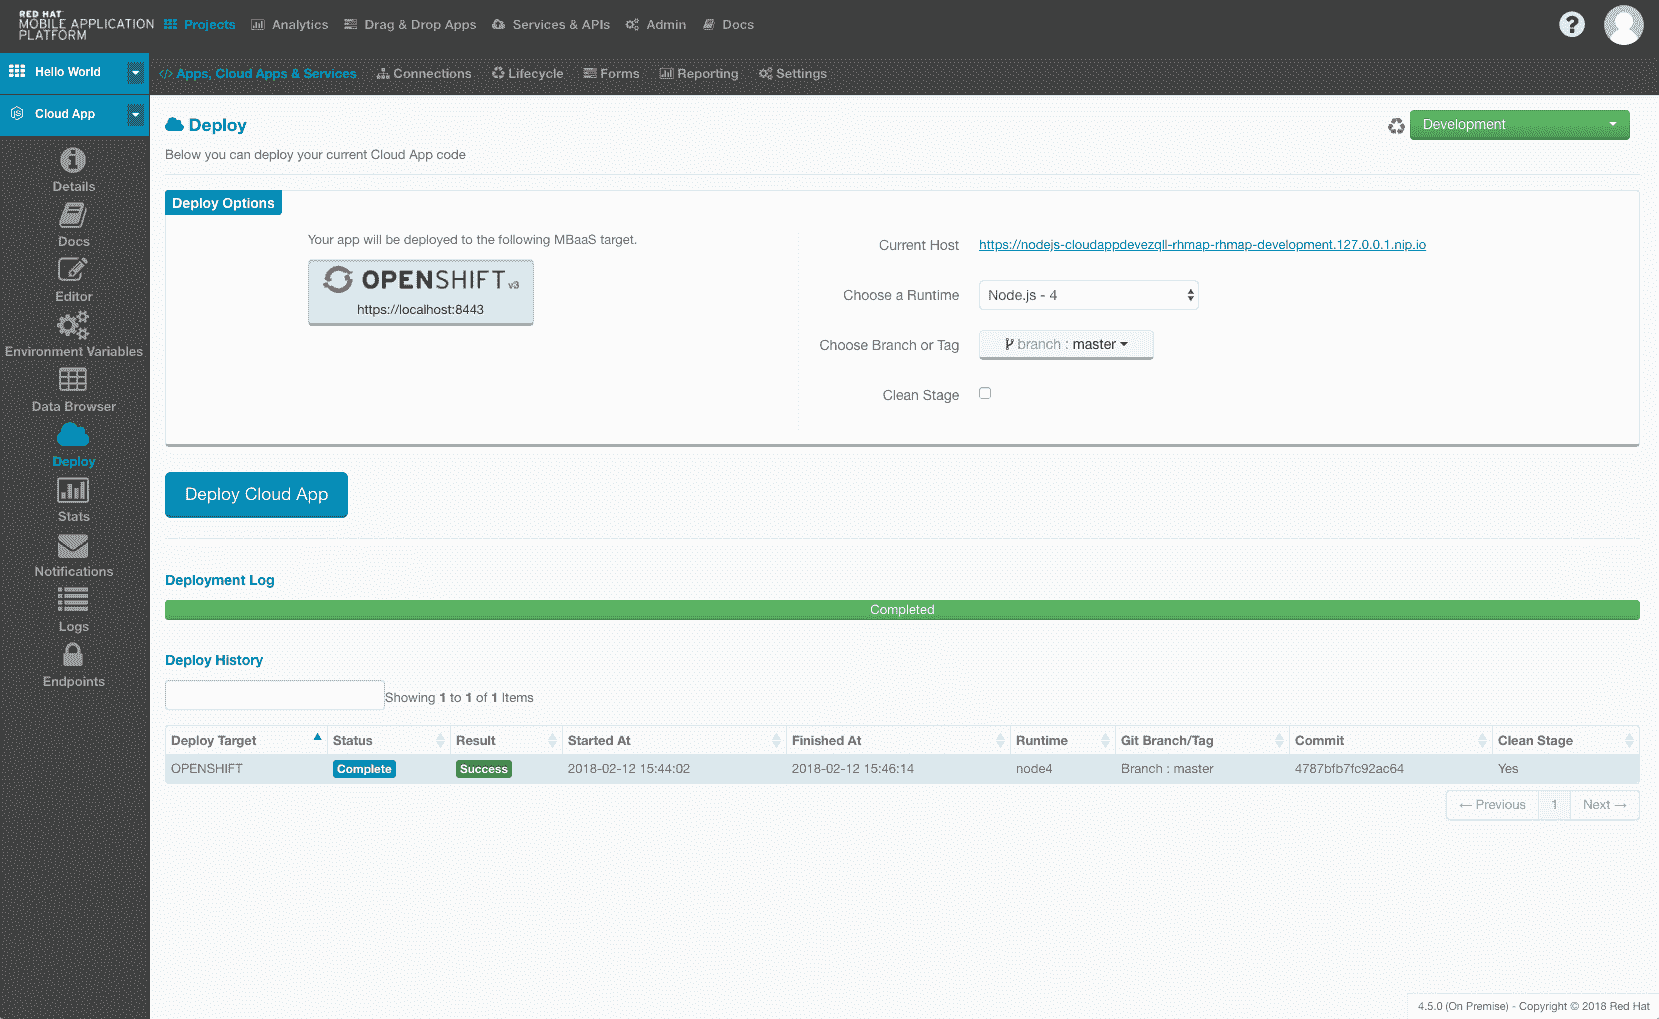 RED HAT
MOBILE APPLICATION
PLATFORM
Projects Analytics Drag & Drop Apps Services & APIs Admin Docs
?
Hello World
Apps, Cloud Apps & Services Connections Lifecycle Forms Reporting Settings
Cloud App
Details
Docs
Editor
Environment Variables
Data Browser
Deploy
Stats
Notifications
Logs
Endpoints
Deploy
Development
Below you can deploy your current Cloud App code
Deploy Options
Your app will be deployed to the following MBaaS target.
OPENSHIFT v3
https://localhost:8443
Current Host https://nodejs-cloudappdevezqll-rhmap-rhmap-development.127.0.0.1.nip.io
Choose a Runtime Node.js - 4
Choose Branch or Tag branch : master
Clean Stage
Deploy Cloud App
Deployment Log
Completed
Deploy History
Showing 1 to 1 of 1 Items
Deploy Target Status Result Started At Finished At Runtime Git Branch/Tag Commit Clean Stage
OPENSHIFT Complete Success 2018-02-12 15:44:02 2018-02-12 15:46:14 node4 Branch : master 4787bfb7fc92ac64 Yes
← Previous 1 Next →
4.5.0 (On Premise) - Copyright © 2018 Red Hat